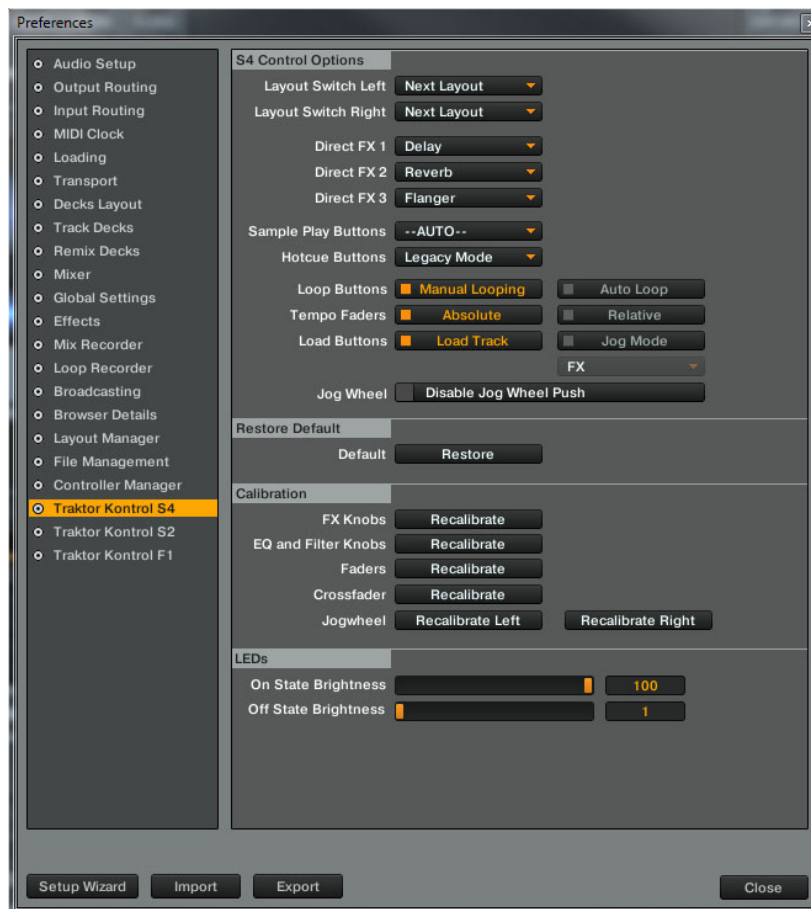 Preferences
Audio Setup
Output Routing
Input Routing
MIDI Clock
Loading
Transport
Decks Layout
Track Decks
Remix Decks
Mixer
Global Settings
Effects
Mix Recorder
Loop Recorder
Broadcasting
Browser Details
Layout Manager
File Management
Controller Manager
Traktor Kontrol S4
Traktor Kontrol S2
Traktor Kontrol F1
S4 Control Options
Layout Switch Left Next Layout
Layout Switch Right Next Layout
Direct FX 1 Delay
Direct FX 2 Reverb
Direct FX 3 Flanger
Sample Play Buttons --AUTO--
Hotcue Buttons Legacy Mode
Loop Buttons Manual Looping Auto Loop
Tempo Faders Absolute Relative
Load Buttons Load Track Jog Mode
FX
Jog Wheel Disable Jog Wheel Push
Restore Default
Default Restore
Calibration
FX Knobs Recalibrate
EQ and Filter Knobs Recalibrate
Faders Recalibrate
Crossfader Recalibrate
Jogwheel Recalibrate Left Recalibrate Right
LEDs
On State Brightness 100
Off State Brightness 1
Setup Wizard Import Export Close